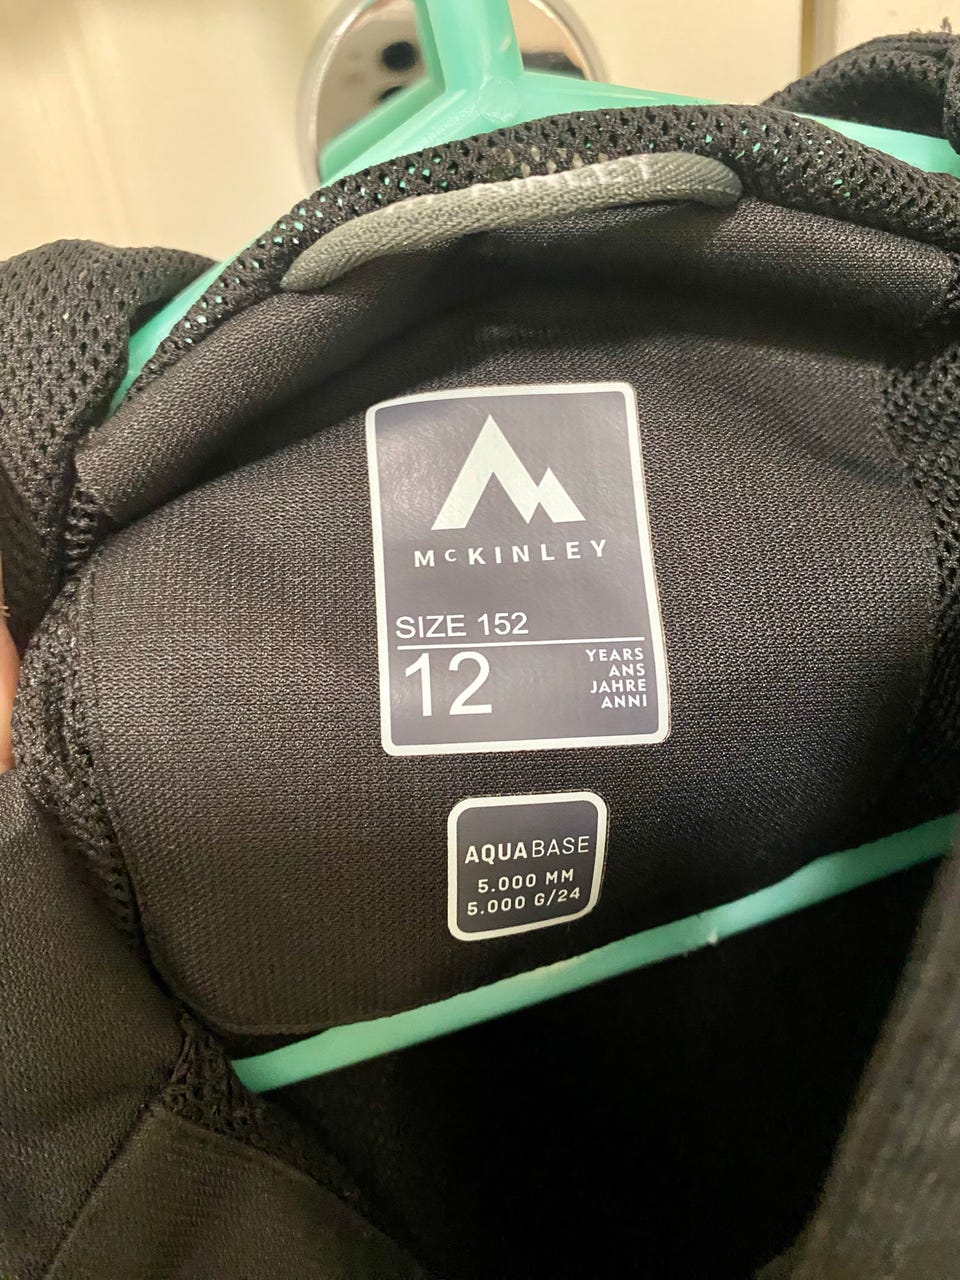 McKINLEY
SIZE 152
12
YEARS
ANS
JAHRE
ANNI
AQUABASE
5.000 MM
5.000 G/24